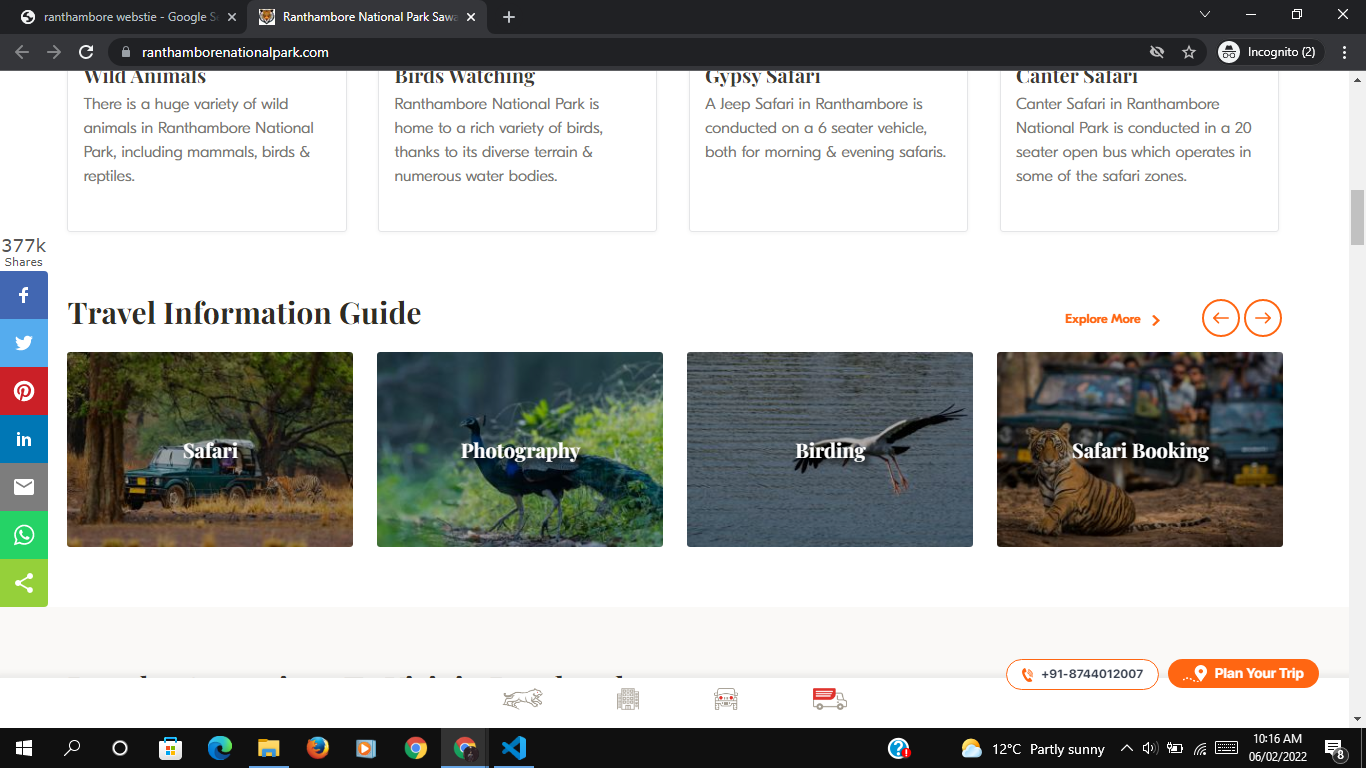 ranthambore webstie - Google S
Ranthambore National Park Sawa
ranthamborenationalpark.com
Incognito (2)
Wild Animals
There is a huge variety of wild
animals in Ranthambore National
Park, including mammals, birds &
reptiles.
Birds Watching
Ranthambore National Park is
home to a rich variety of birds,
thanks to its diverse terrain &
numerous water bodies.
Gypsy Safari
A Jeep Safari in Ranthambore is
conducted on a 6 seater vehicle,
both for morning & evening safaris.
Canter Safari
Canter Safari in Ranthambore
National Park is conducted in a 20
seater open bus which operates in
some of the safari zones.
377k
Shares
Travel Information Guide
Explore More
Safari
Photography
Birding
Safari Booking
+91-8744012007
Plan Your Trip
12°C Partly sunny
10:16 AM
06/02/2022
8